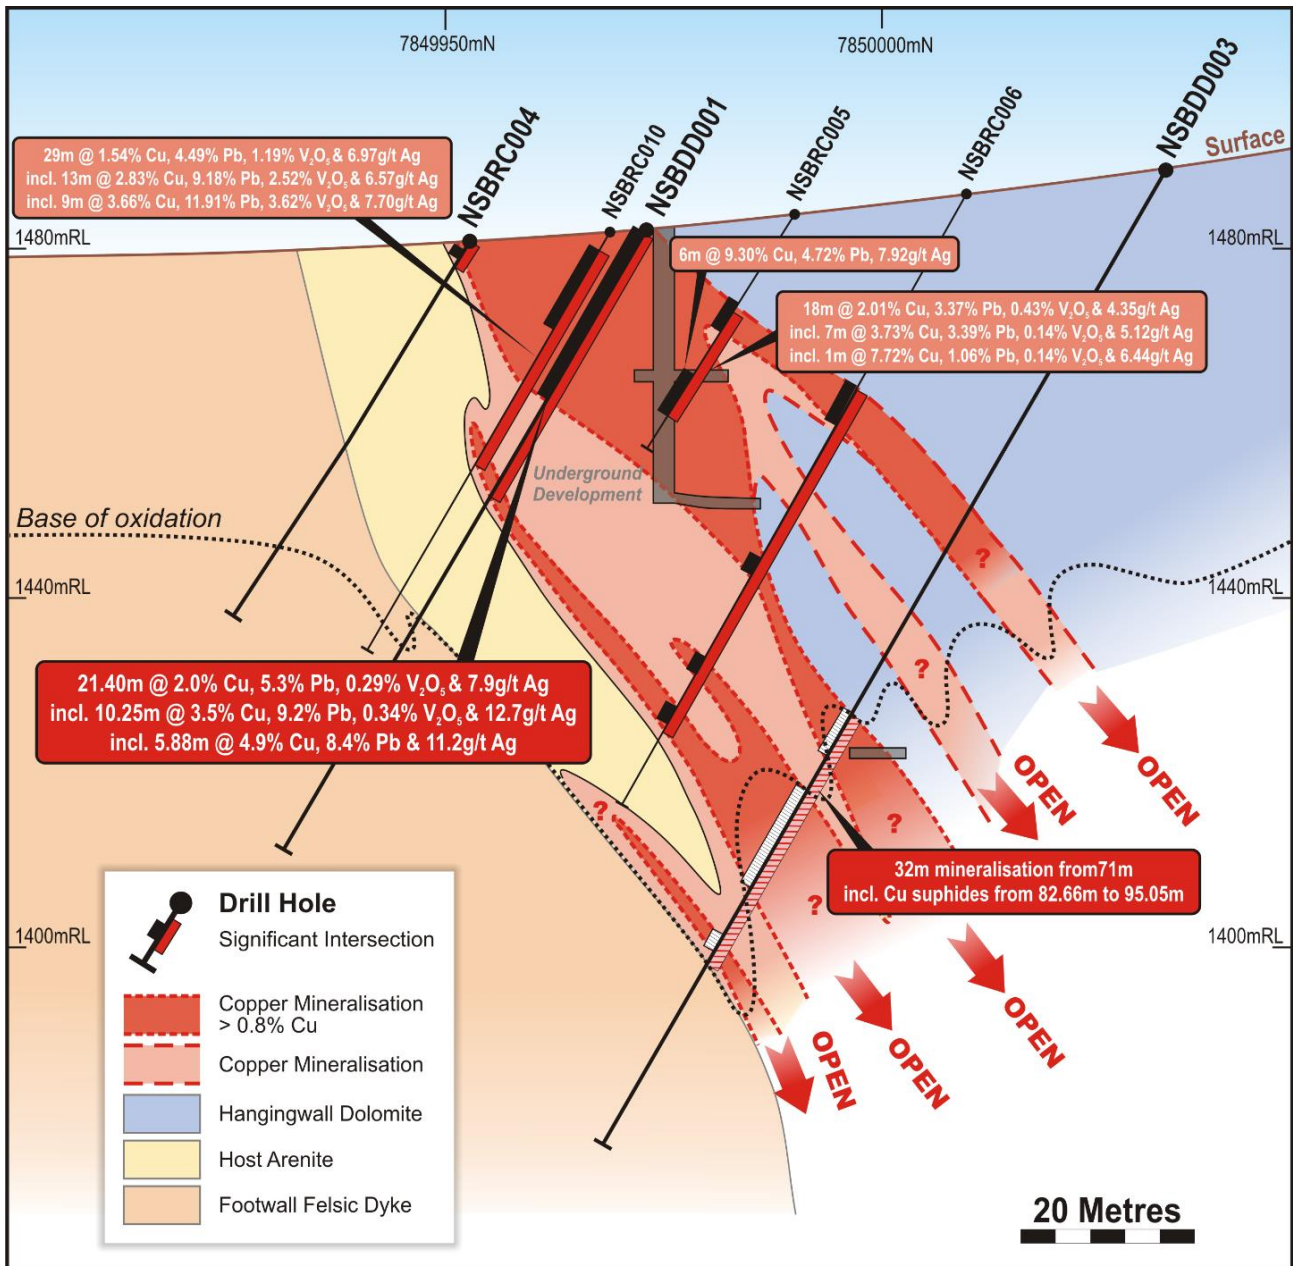 7849950mN
7850000mN
NSBRC004
NSBRC010
NSBDD001
NSBRC005
NSBRC006
NSBDD003
Surface
29m @ 1.54% Cu, 4.49% Pb, 1.19% V₂O₅ & 6.97g/t Ag
incl. 13m @ 2.83% Cu, 9.18% Pb, 2.52% V₂O₅ & 6.57g/t Ag
incl. 9m @ 3.66% Cu, 11.91% Pb, 3.62% V₂O₅ & 7.70g/t Ag
1480mRL
1480mRL
6m @ 9.30% Cu, 4.72% Pb, 7.92g/t Ag
18m @ 2.01% Cu, 3.37% Pb, 0.43% V₂O₅ & 4.35g/t Ag
incl. 7m @ 3.73% Cu, 3.39% Pb, 0.14% V₂O₅ & 5.12g/t Ag
incl. 1m @ 7.72% Cu, 1.06% Pb, 0.14% V₂O₅ & 6.44g/t Ag
Underground
Development
Base of oxidation
?
1440mRL
1440mRL
?
21.40m @ 2.0% Cu, 5.3% Pb, 0.29% V₂O₅ & 7.9g/t Ag
incl. 10.25m @ 3.5% Cu, 9.2% Pb, 0.34% V₂O₅ & 12.7g/t Ag
incl. 5.88m @ 4.9% Cu, 8.4% Pb & 11.2g/t Ag
OPEN
OPEN
?
?
32m mineralisation from71m
incl. Cu suphides from 82.66m to 95.05m
?
1400mRL
1400mRL
OPEN
OPEN
OPEN
Drill Hole
Significant Intersection
Copper Mineralisation
> 0.8% Cu
Copper Mineralisation
Hangingwall Dolomite
Host Arenite
Footwall Felsic Dyke
20 Metres